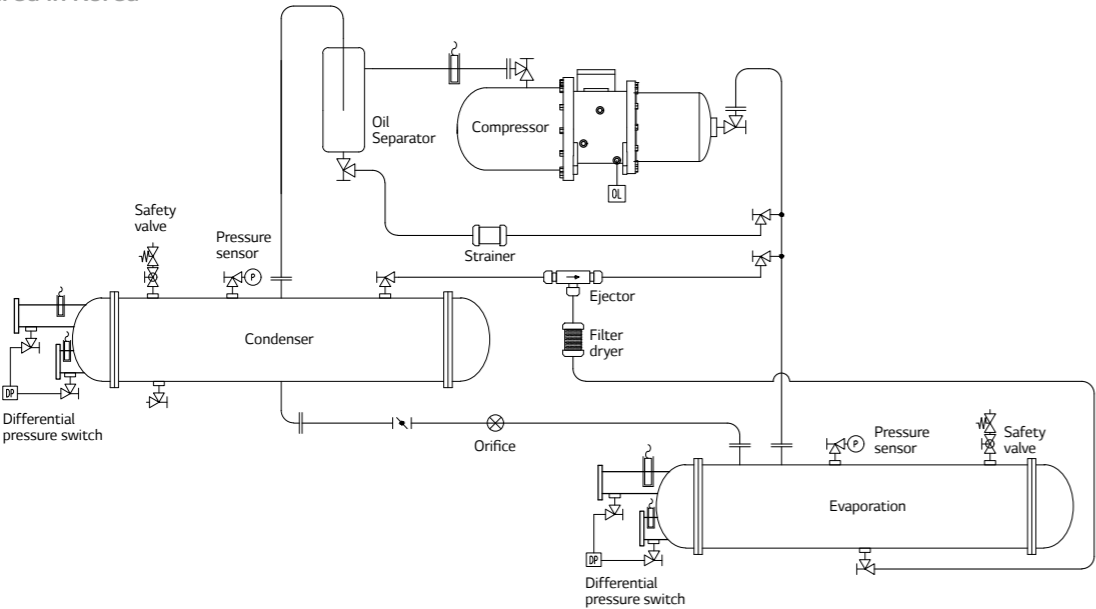 Oil
Separator
Compressor
OL
Safety
valve
Pressure
sensor
P
Strainer
Ejector
Condenser
Filter
dryer
DP
Differential
pressure switch
Orifice
P
Pressure
sensor
Safety
valve
Evaporation
DP
Differential
pressure switch